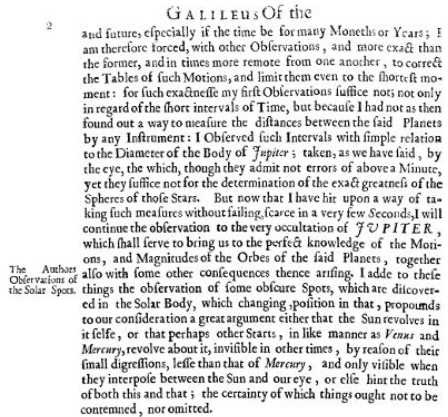 2
GALILEUS Of the
and future, eſpecially if the time be for many Moneths or Years; I
am therefore forced, with other Obſervations, and more exact than
the former, and in times more remote from one another, to correct
the Tables of ſuch Motions, and limit them even to the ſhorteſt mo-
ment: for ſuch exactneſſe my firſt Obſervations ſuffice not; not only
in regard of the ſhort intervals of Time, but becauſe I had not as then
found out a way to meaſure the diſtances between the ſaid Planets
by any Inſtrument: I Obſerved ſuch Intervals with ſimple relation
to the Diameter of the Body of Jupiter; taken, as we have ſaid, by
the eye, the which, though they admit not errors of above a Minute,
yet they ſuffice not for the determination of the exact greatneſs of the
Spheres of thoſe Stars. But now that I have hit upon a way of ta-
king ſuch meaſures without failing, ſcarce in a very few Seconds, I will
continue the obſervation to the very occultation of JUPITER,
which ſhall ſerve to bring us to the perfect knowledge of the Moti-
ons, and Magnitudes of the Orbes of the ſaid Planets, together
alſo with ſome other conſequences thence ariſing. I adde to theſe
things the obſervation of ſome obſcure Spots, which are diſcover-
ed in the Solar Body, which changing, poſition in that, propounds
to our conſideration a great argument either that the Sun revolves in
it ſelfe, or that perhaps other Starts, in like manner as Venus and
Mercury, revolve about it, inviſible in other times, by reaſon of their
ſmall digreſſions, leſſe than that of Mercury, and only viſible when
they interpoſe between the Sun and our eye, or elſe hint the truth
of both this and that; the certainty of which things ought not to be
contemned, nor omitted.
The Authors
Obſervations of
the Solar Spots.